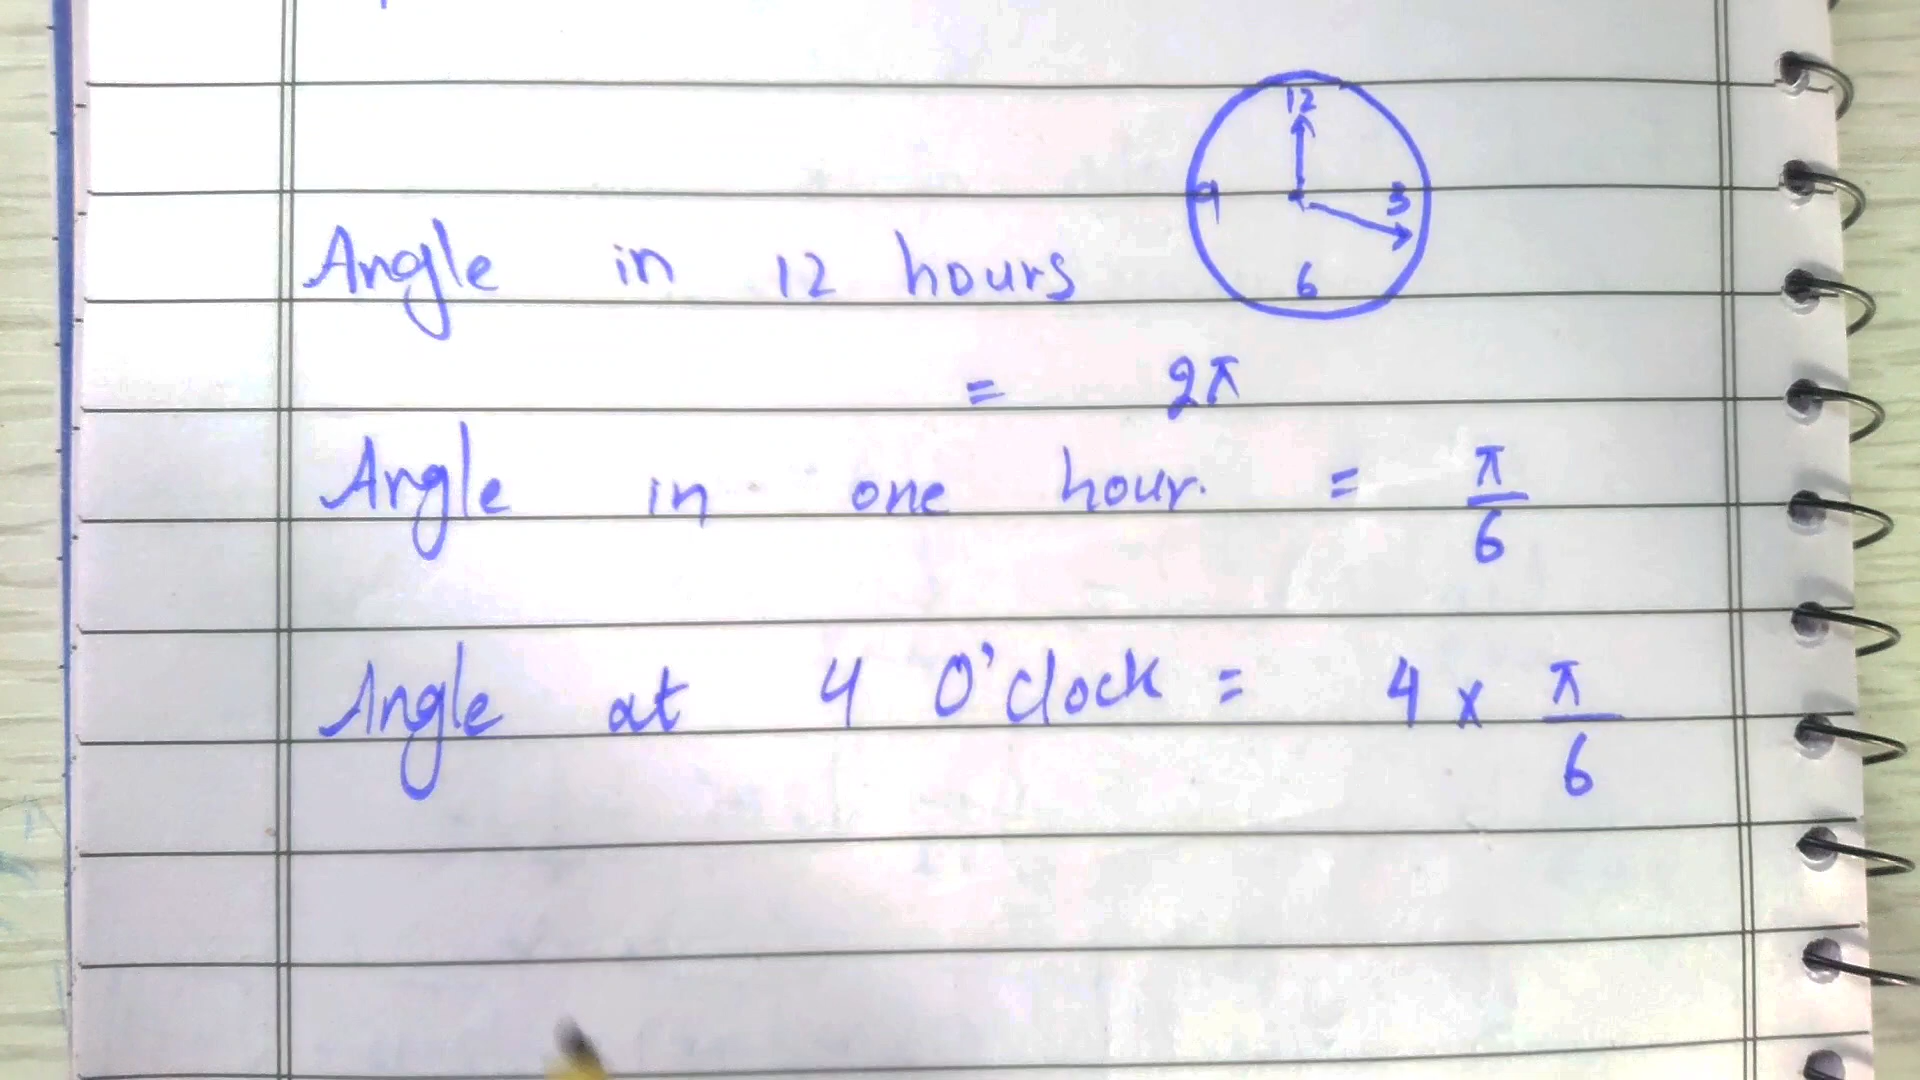 12
9 3
6
Angle in 12 hours
= 2π
Angle in one hour. = π/6
Angle at 4 O'clock = 4 x π/6